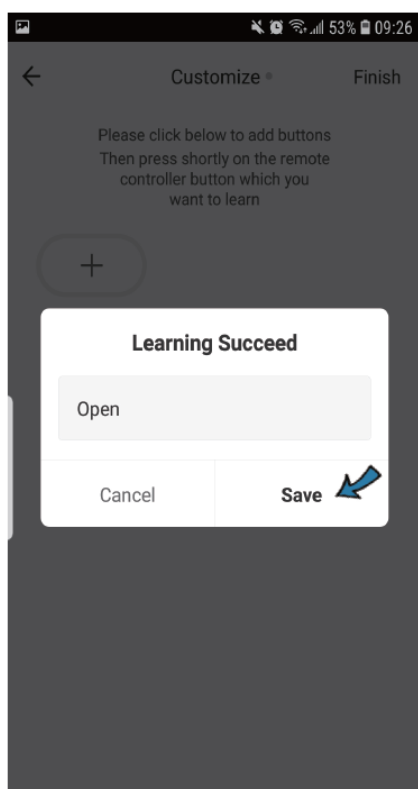 53% 09:26
Customize
Finish
Please click below to add buttons
Then press shortly on the remote
controller button which you
want to learn
+
Learning Succeed
Open
Cancel
Save